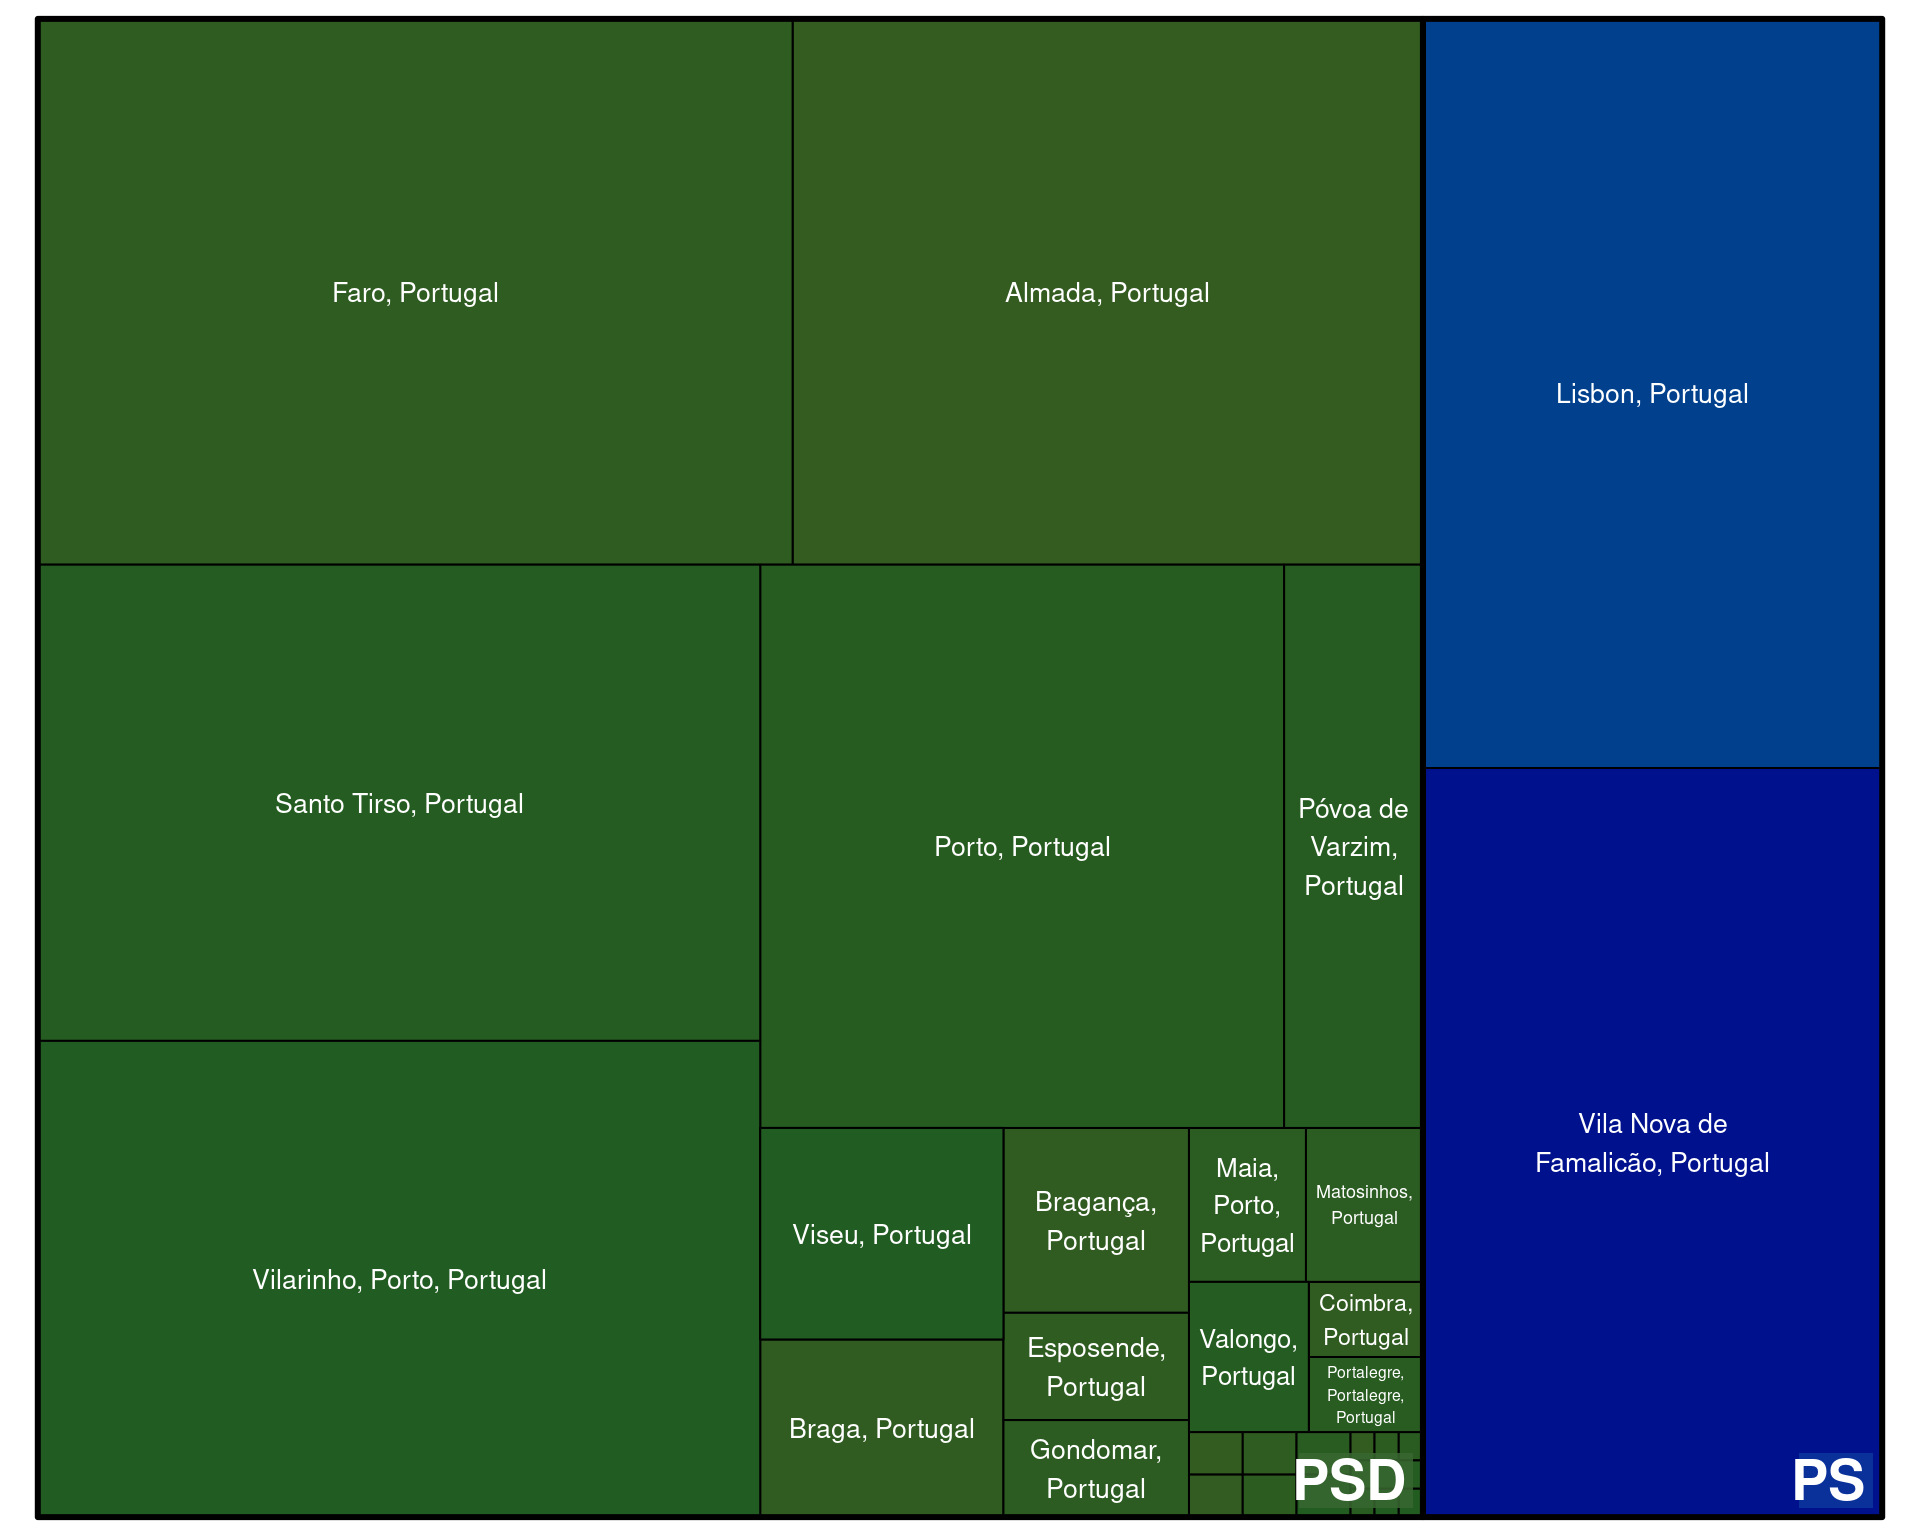 Faro, Portugal
Almada, Portugal
Lisbon, Portugal
Santo Tirso, Portugal
Porto, Portugal
Póvoa de
Varzim,
Portugal
Vila Nova de
Famalicão, Portugal
Vilarinho, Porto, Portugal
Viseu, Portugal
Bragança,
Portugal
Maia,
Porto,
Portugal
Matosinhos,
Portugal
Esposende,
Portugal
Valongo,
Portugal
Coimbra,
Portugal
Portalegre,
Portalegre,
Portugal
Braga, Portugal
Gondomar,
Portugal
PSD
PS